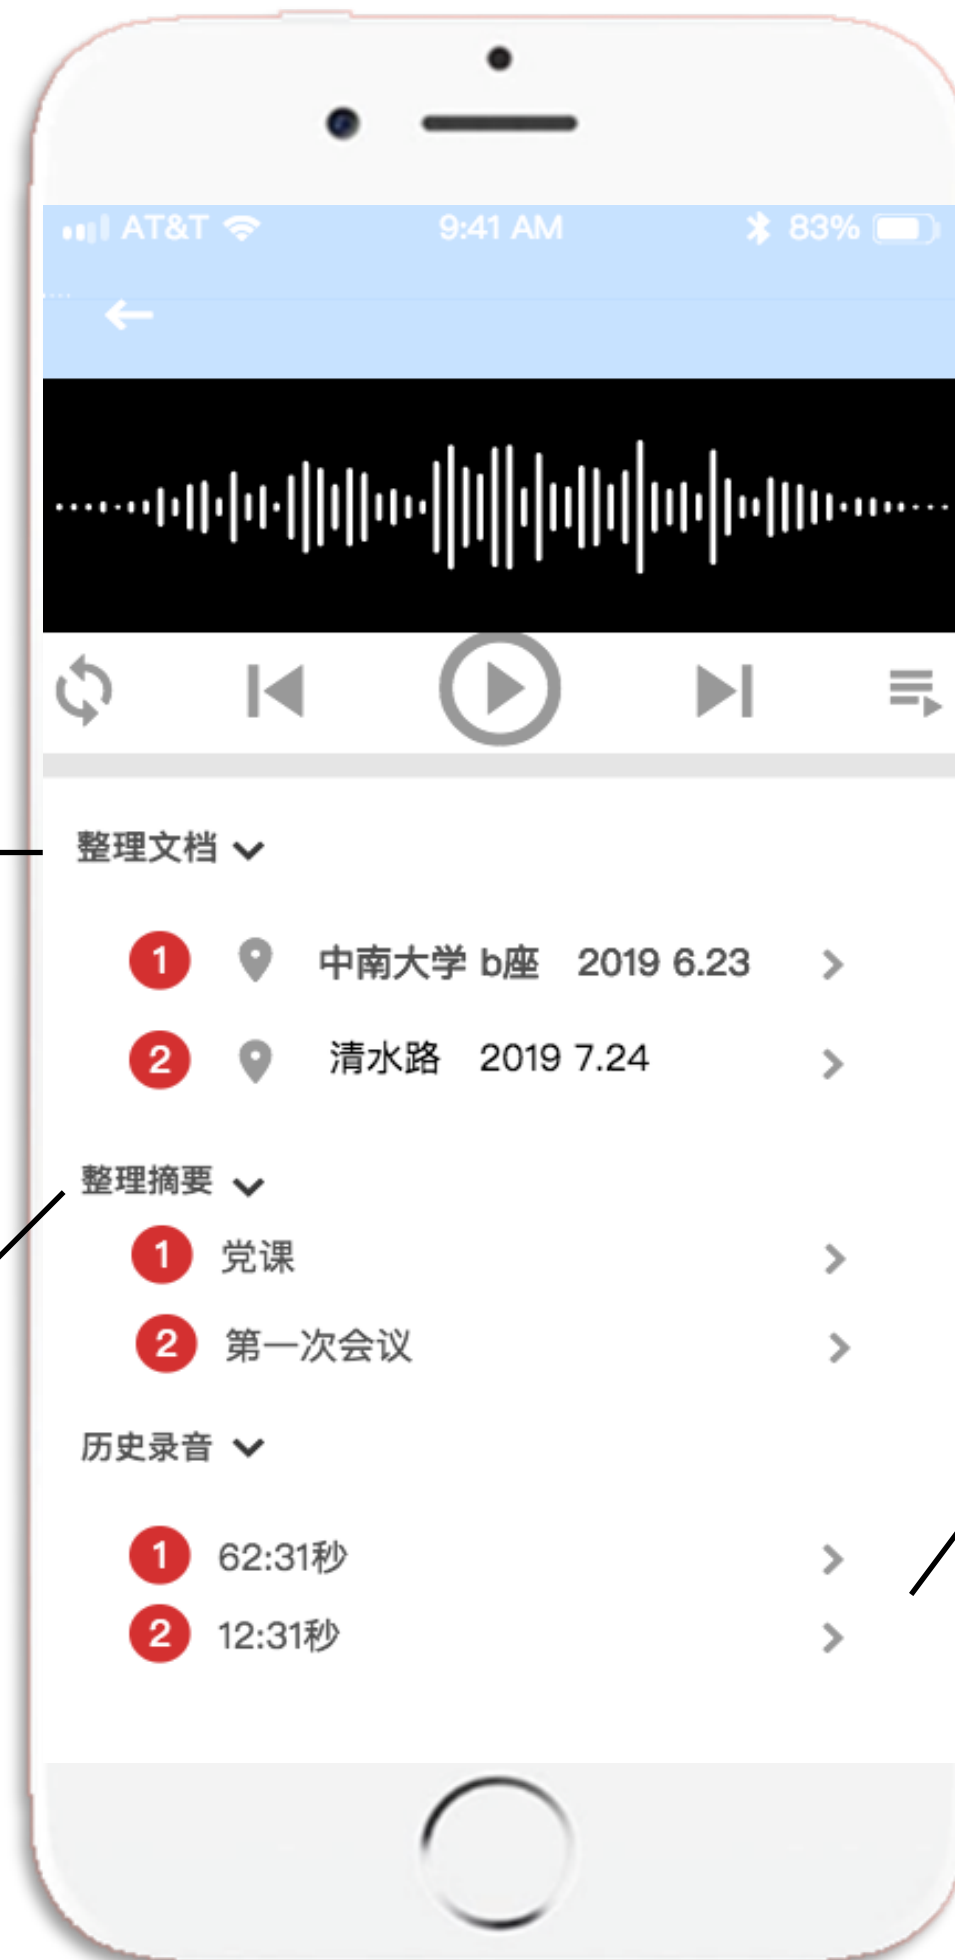 AT&T 9:41 AM 83%
整理文档
1 中南大学 b座 2019 6.23
2 清水路 2019 7.24
整理摘要
1 党课
2 第一次会议
历史录音
1 62:31秒
2 12:31秒